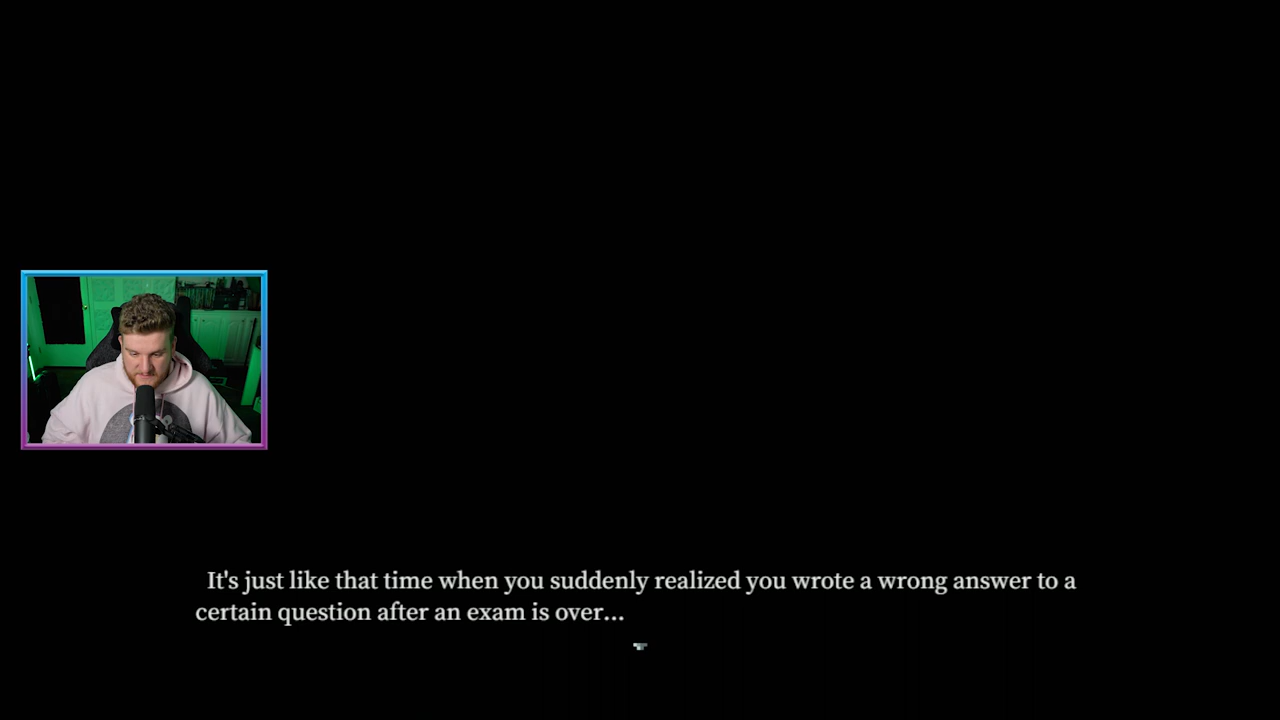 It's just like that time when you suddenly realized you wrote a wrong answer to a
certain question after an exam is over...